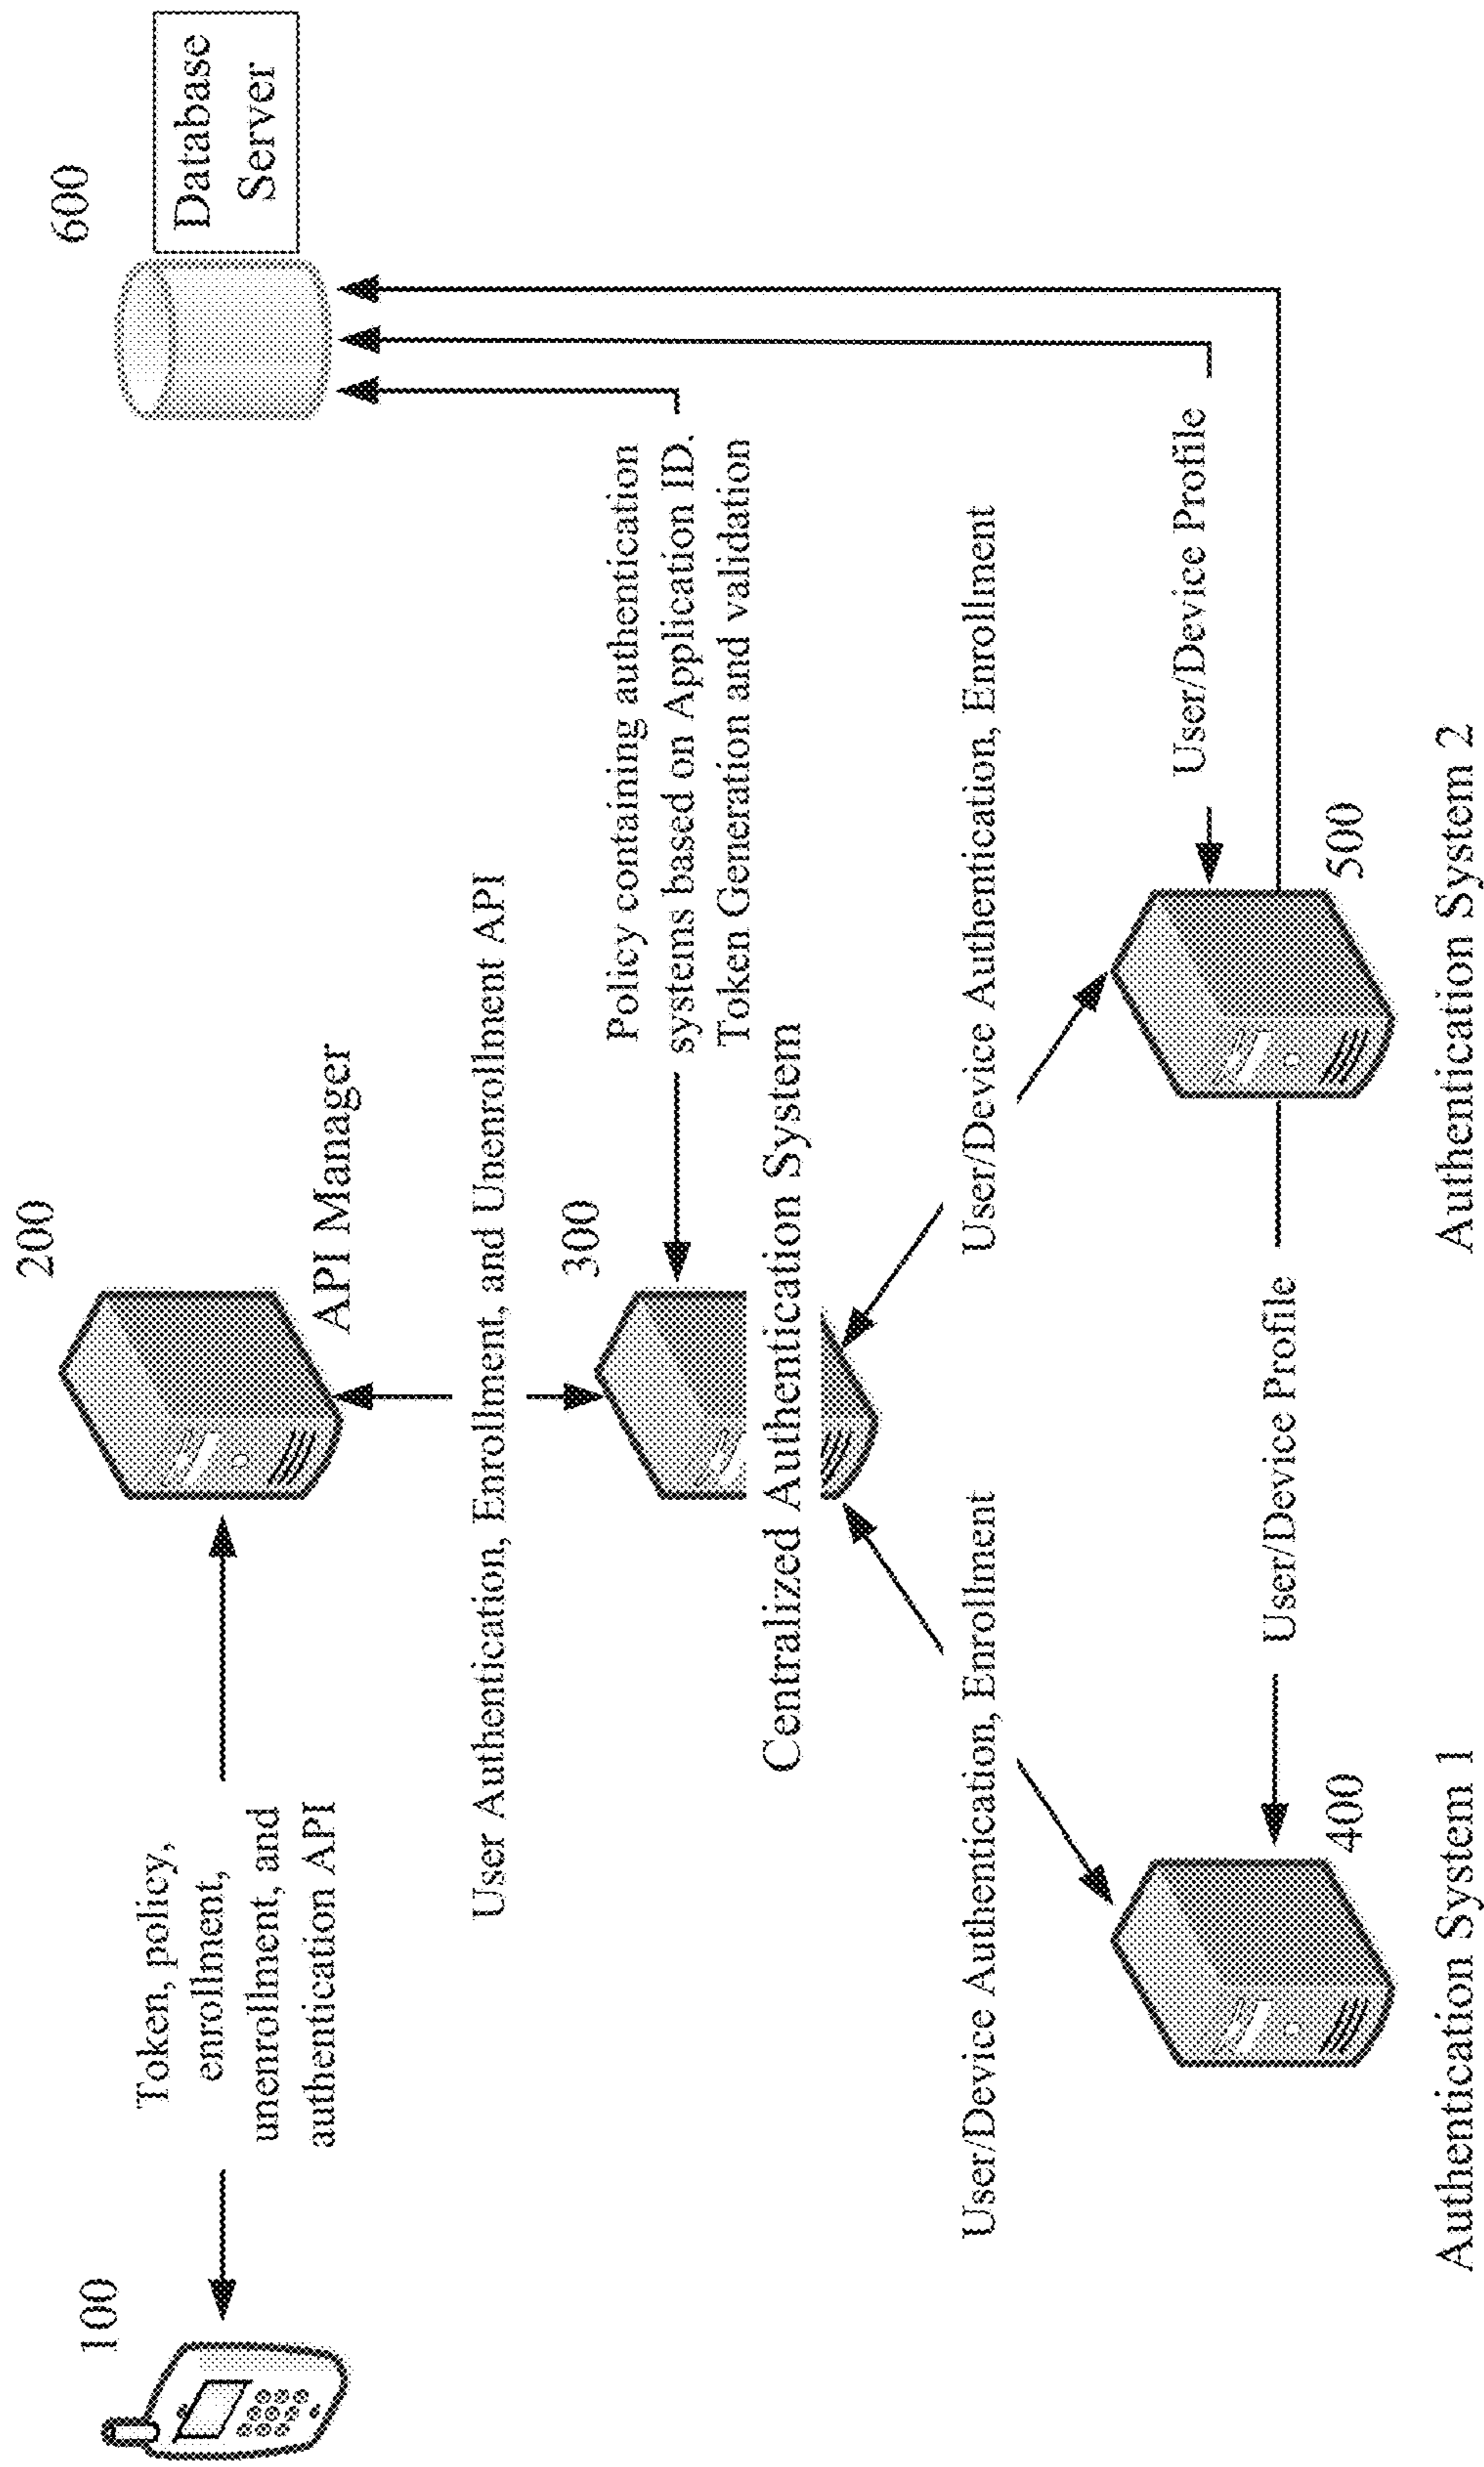 100
Token, policy,
enrollment,
unenrollment, and
authentication API
200
API Manager
600
Database
Server
User Authentication, Enrollment, and Unenrollment API
300
Centralized Authentication System
Policy containing authentication
systems based on Application ID.
Token Generation and validation
User/Device Authentication, Enrollment
User/Device Authentication, Enrollment
User/Device Profile
User/Device Profile
400
Authentication System 1
500
Authentication System 2